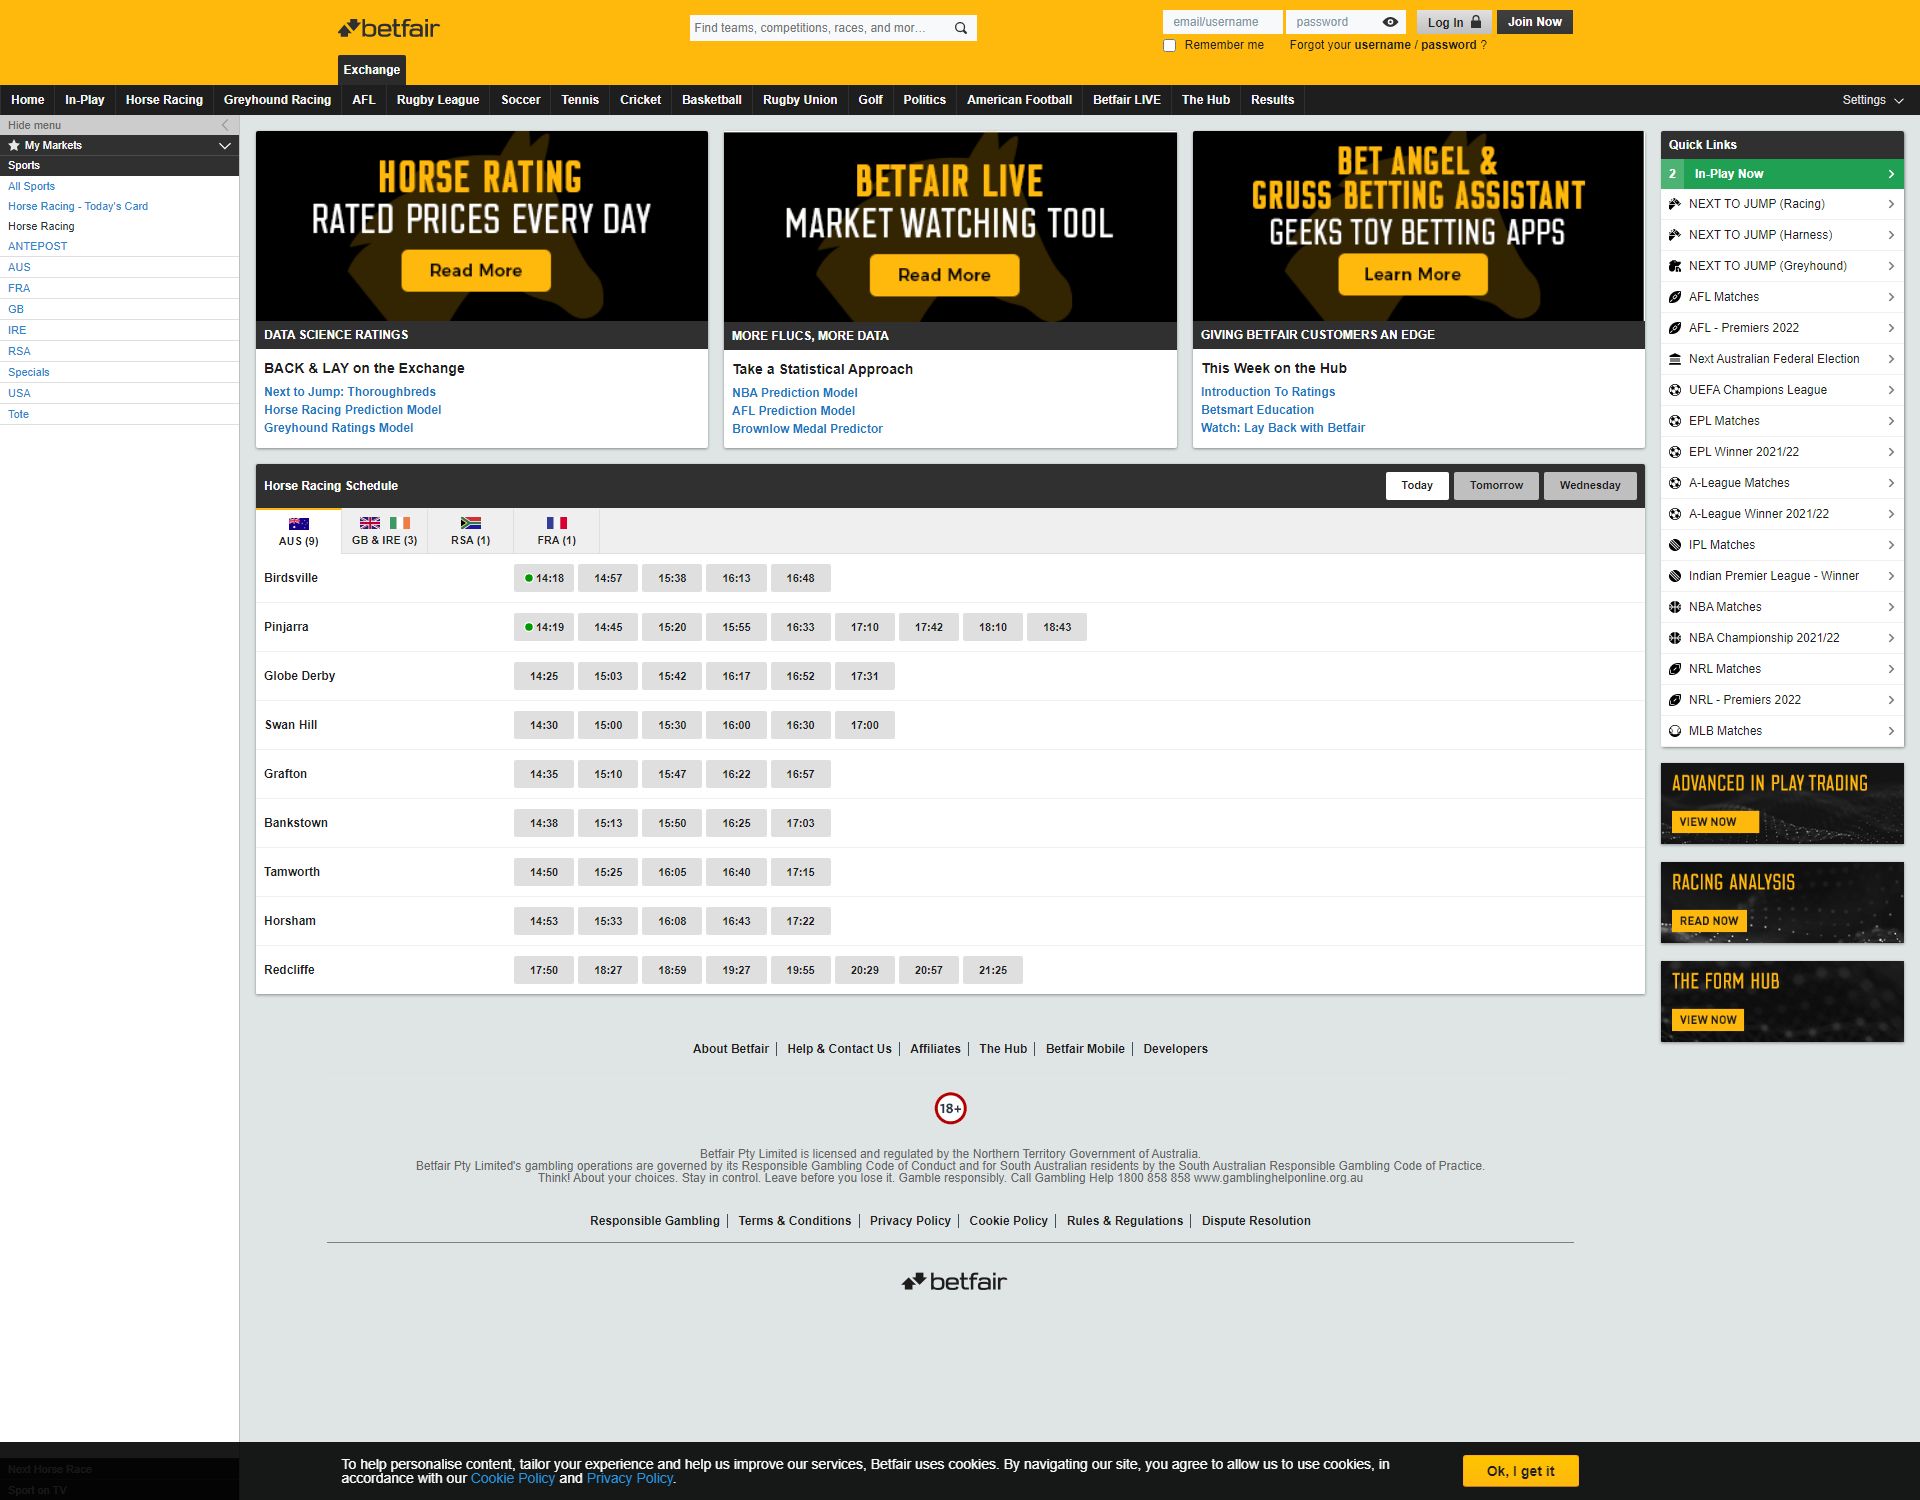 betfair
Find teams, competitions, races, and mor...
email/username
password
Log In
Join Now
Remember me
Forgot your username / password ?
Exchange
Home In-Play Horse Racing Greyhound Racing AFL Rugby League Soccer Tennis Cricket Basketball Rugby Union Golf Politics American Football Betfair LIVE The Hub Results Settings
Hide menu
My Markets
Sports
All Sports
Horse Racing - Today's Card
Horse Racing
ANTEPOST
AUS
FRA
GB
IRE
RSA
Specials
USA
Tote
HORSE RATING
RATED PRICES EVERY DAY
Read More
DATA SCIENCE RATINGS
BACK & LAY on the Exchange
Next to Jump: Thoroughbreds
Horse Racing Prediction Model
Greyhound Ratings Model
BETFAIR LIVE
MARKET WATCHING TOOL
Read More
MORE FLUCS, MORE DATA
Take a Statistical Approach
NBA Prediction Model
AFL Prediction Model
Brownlow Medal Predictor
BET ANGEL &
GRUSS BETTING ASSISTANT
GEEKS TOY BETTING APPS
Learn More
GIVING BETFAIR CUSTOMERS AN EDGE
This Week on the Hub
Introduction To Ratings
Betsmart Education
Watch: Lay Back with Betfair
Horse Racing Schedule
Today Tomorrow Wednesday
AUS (9) GB & IRE (3) RSA (1) FRA (1)
Birdsville 14:18 14:57 15:38 16:13 16:48
Pinjarra 14:19 14:45 15:20 15:55 16:33 17:10 17:42 18:10 18:43
Globe Derby 14:25 15:03 15:42 16:17 16:52 17:31
Swan Hill 14:30 15:00 15:30 16:00 16:30 17:00
Grafton 14:35 15:10 15:47 16:22 16:57
Bankstown 14:38 15:13 15:50 16:25 17:03
Tamworth 14:50 15:25 16:05 16:40 17:15
Horsham 14:53 15:33 16:08 16:43 17:22
Redcliffe 17:50 18:27 18:59 19:27 19:55 20:29 20:57 21:25
Quick Links
2 In-Play Now
NEXT TO JUMP (Racing)
NEXT TO JUMP (Harness)
NEXT TO JUMP (Greyhound)
AFL Matches
AFL - Premiers 2022
Next Australian Federal Election
UEFA Champions League
EPL Matches
EPL Winner 2021/22
A-League Matches
A-League Winner 2021/22
IPL Matches
Indian Premier League - Winner
NBA Matches
NBA Championship 2021/22
NRL Matches
NRL - Premiers 2022
MLB Matches
ADVANCED IN PLAY TRADING
VIEW NOW
RACING ANALYSIS
READ NOW
THE FORM HUB
VIEW NOW
About Betfair Help & Contact Us Affiliates The Hub Betfair Mobile Developers
18+
Betfair Pty Limited is licensed and regulated by the Northern Territory Government of Australia.
Betfair Pty Limited's gambling operations are governed by its Responsible Gambling Code of Conduct and for South Australian residents by the South Australian Responsible Gambling Code of Practice.
Think! About your choices. Stay in control. Leave before you lose it. Gamble responsibly. Call Gambling Help 1800 858 858 www.gamblinghelponline.org.au
Responsible Gambling Terms & Conditions Privacy Policy Cookie Policy Rules & Regulations Dispute Resolution
betfair
Next Horse Race
Sport on TV
To help personalise content, tailor your experience and help us improve our services, Betfair uses cookies. By navigating our site, you agree to allow us to use cookies, in
accordance with our Cookie Policy and Privacy Policy.
Ok, I get it